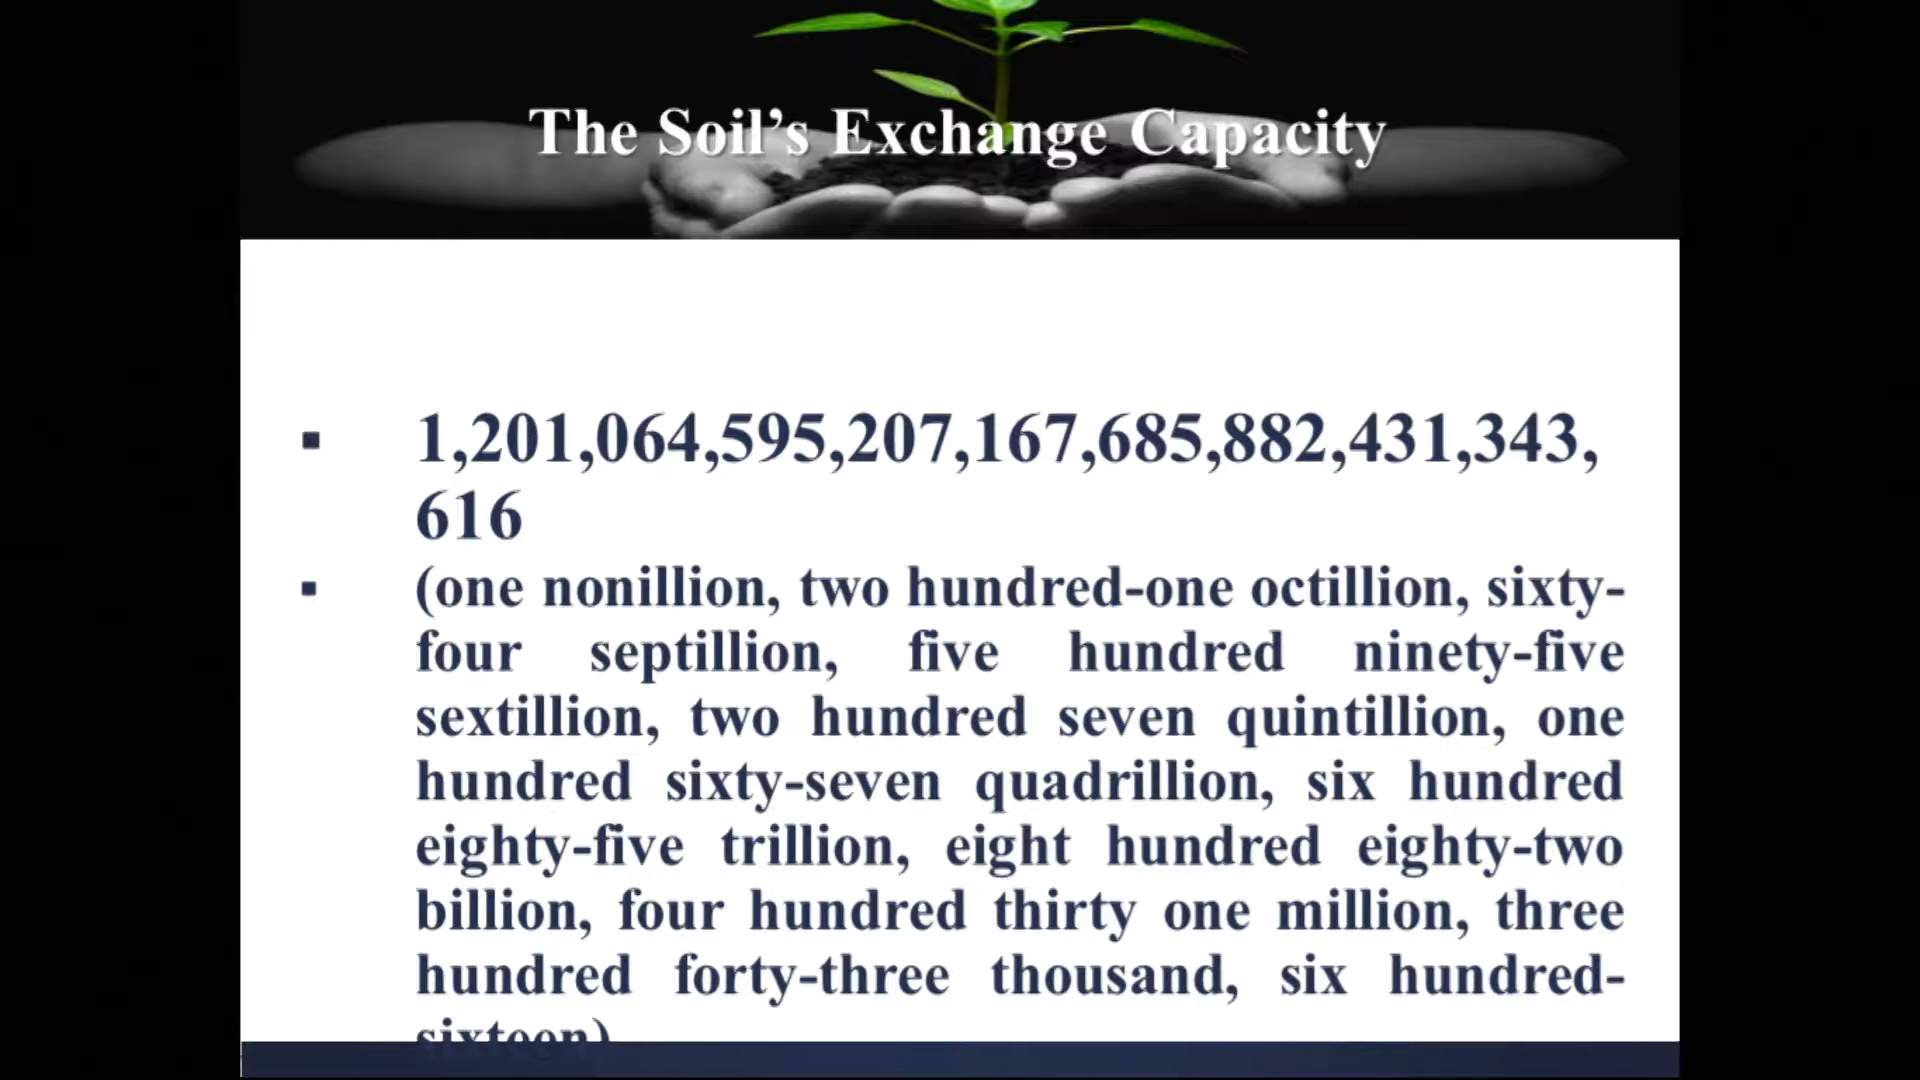 The Soil’s Exchange Capacity
▪ 1,201,064,595,207,167,685,882,431,343,
616
▪ (one nonillion, two hundred-one octillion, sixty-
four septillion, five hundred ninety-five
sextillion, two hundred seven quintillion, one
hundred sixty-seven quadrillion, six hundred
eighty-five trillion, eight hundred eighty-two
billion, four hundred thirty one million, three
hundred forty-three thousand, six hundred-
sixteen)